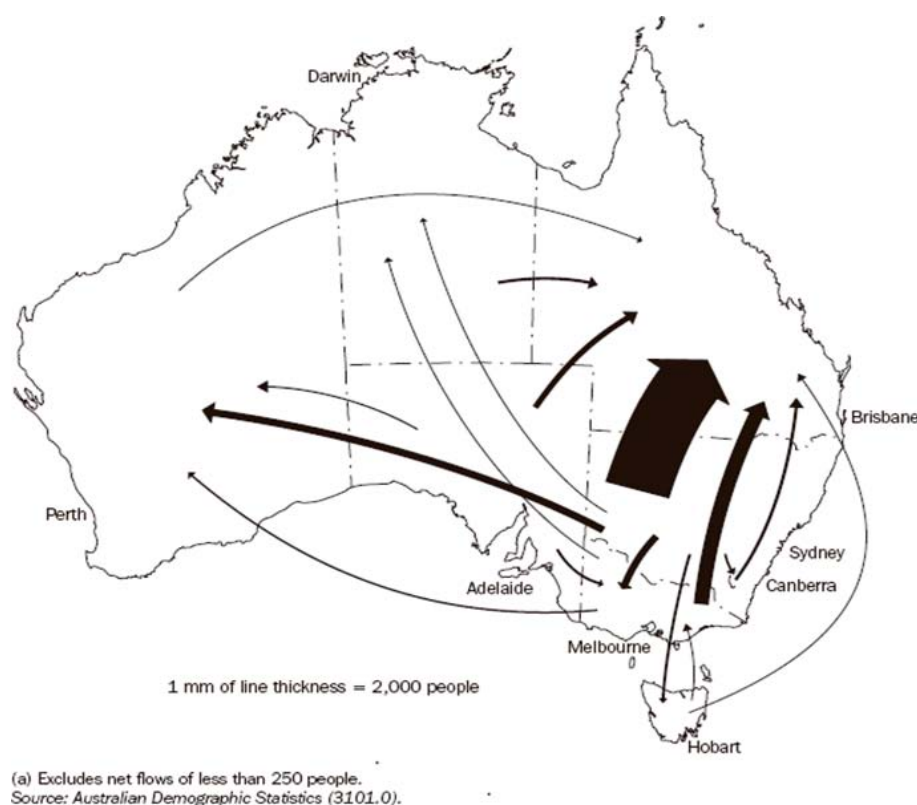 Darwin
Brisbane
Perth
Sydney
Adelaide
Canberra
Melbourne
1 mm of line thickness = 2,000 people
Hobart
(a) Excludes net flows of less than 250 people.
Source: Australian Demographic Statistics (3101.0).